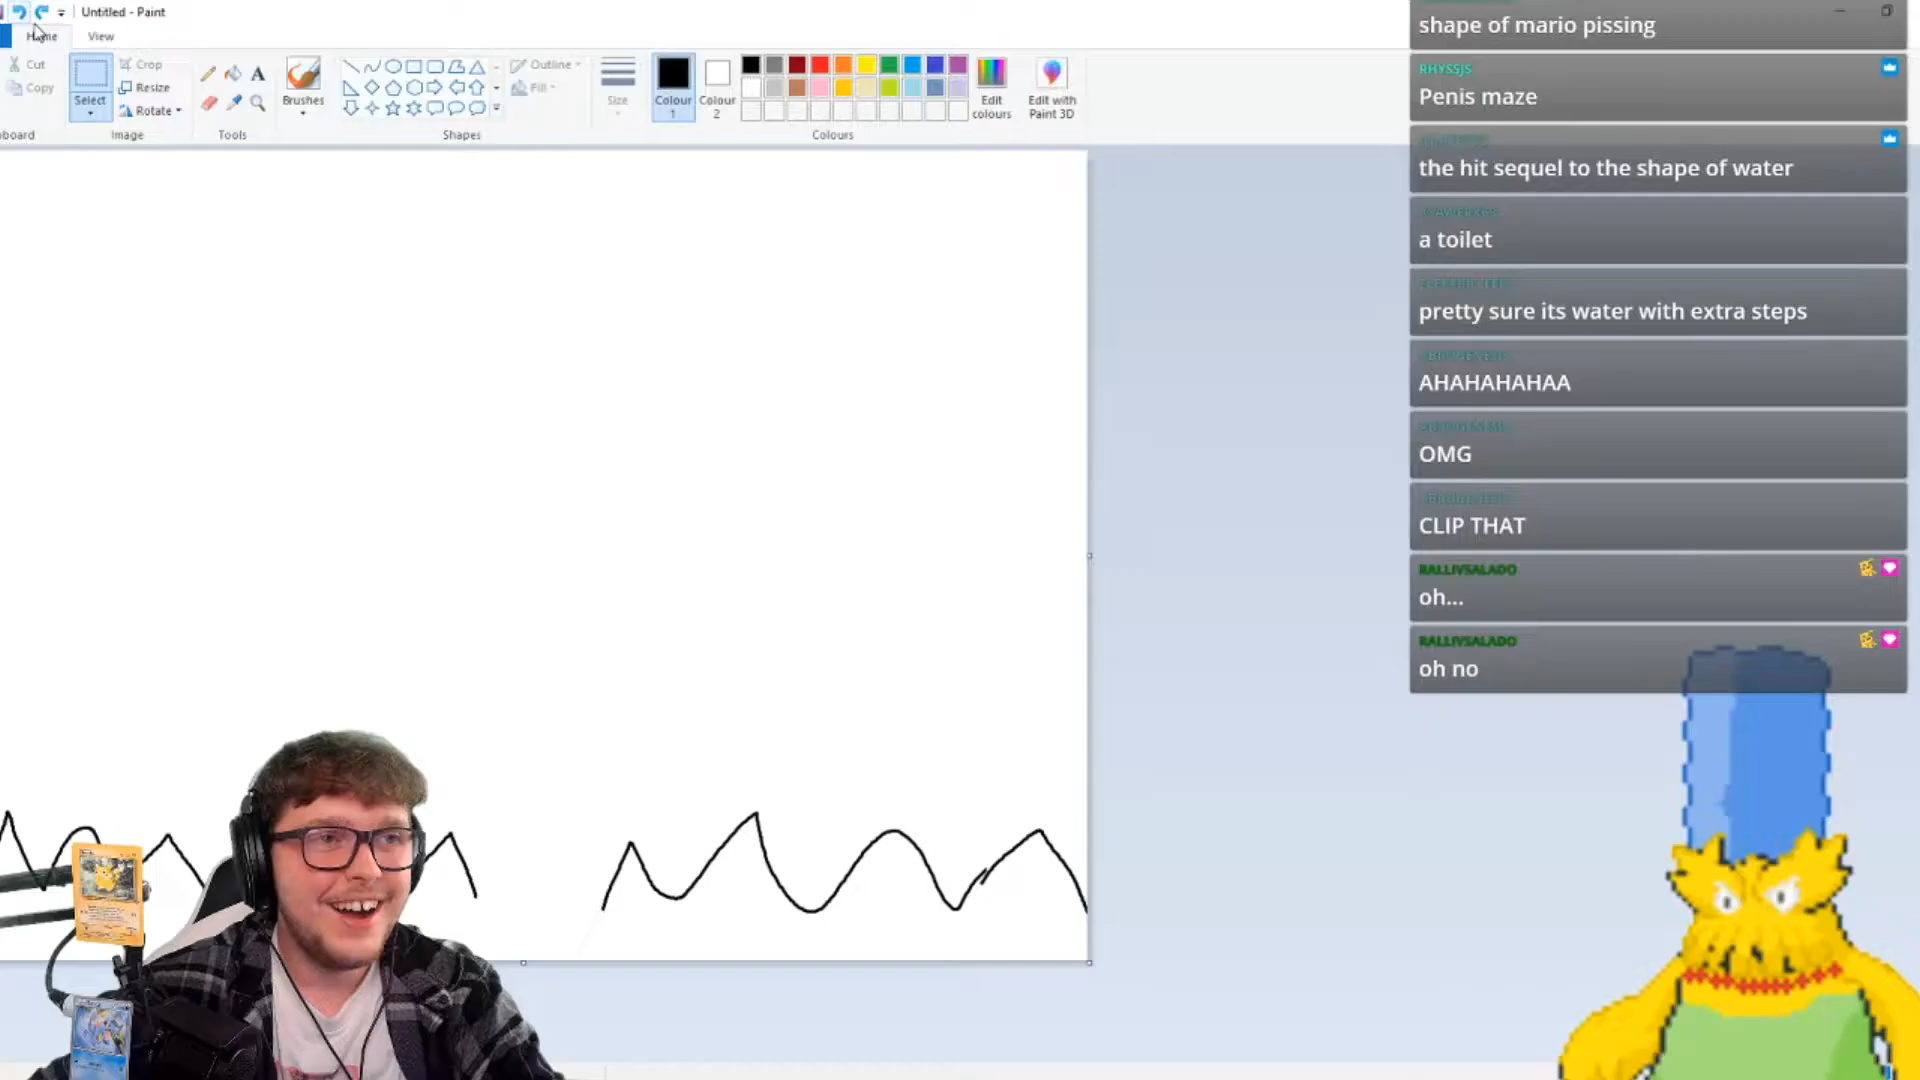 Untitled - Paint
Home View
Cut
Copy
Select
Crop
Resize
Rotate
Brushes
Outline
Fill
Size
Colour 1
Colour 2
Edit colours
Edit with Paint 3D
Image
Tools
Shapes
Colours
shape of mario pissing
RHYSSJS
Penis maze
the hit sequel to the shape of water
a toilet
pretty sure its water with extra steps
AHAHAHAHAA
OMG
CLIP THAT
RALLIVSALADO
oh...
RALLIVSALADO
oh no